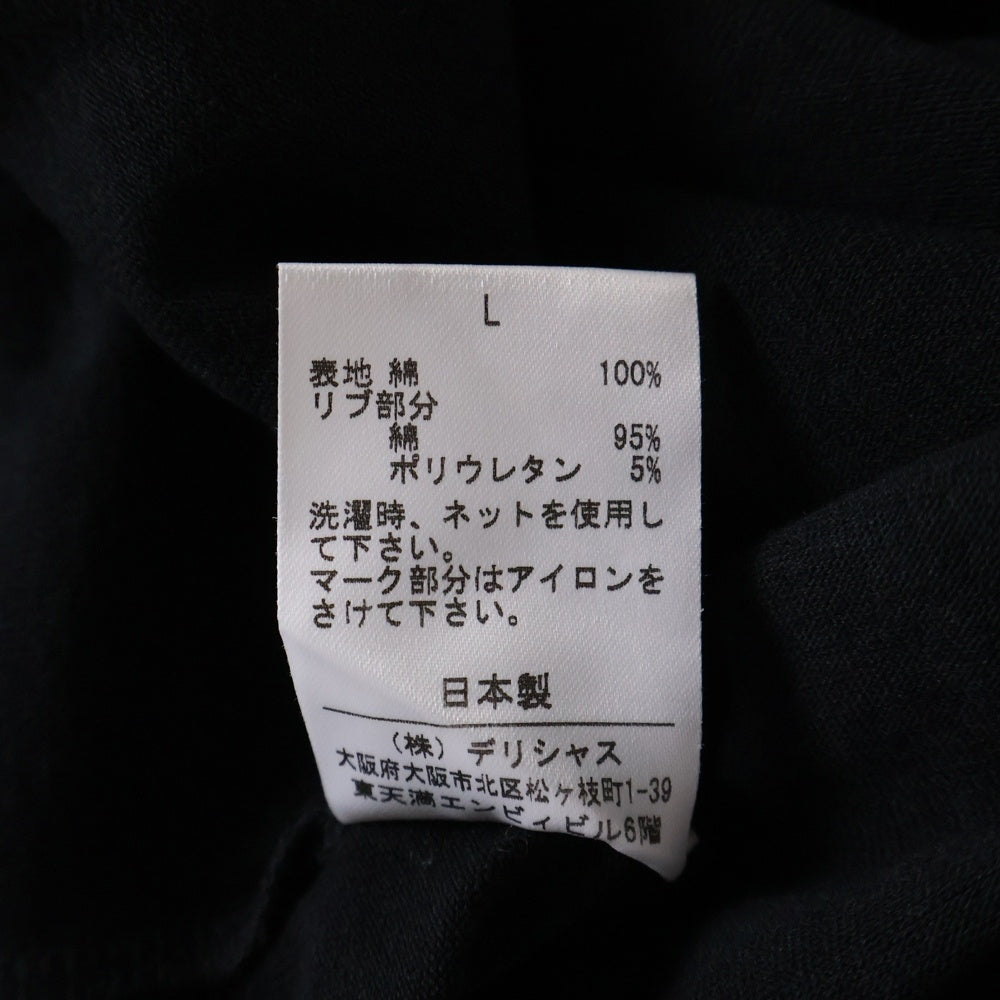 L
表地 綿 100%
リブ部分
綿 95%
ポリウレタン 5%
洗濯時、ネットを使用し
て下さい。
マーク部分はアイロンを
さけて下さい。
日本製
(株) デリシャス
大阪府大阪市北区松ヶ枝町1-39
東天満エンビィビル6階